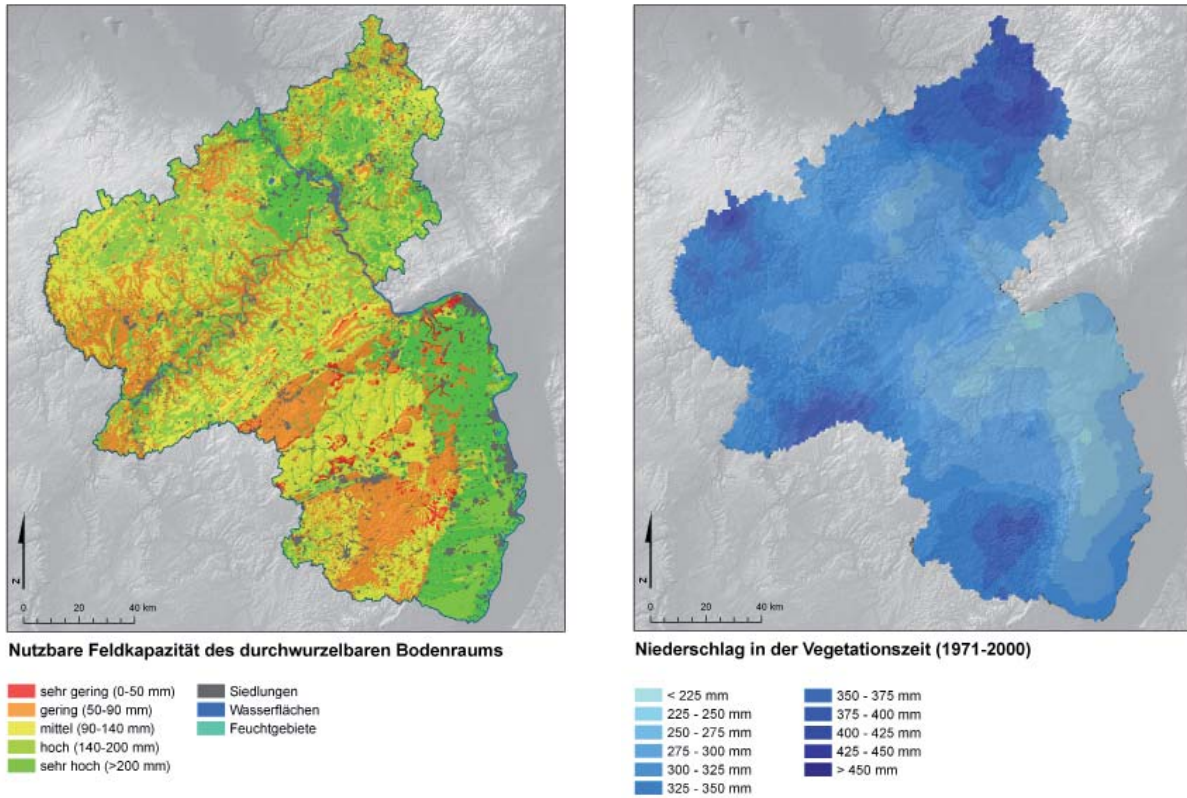 N
0 20 40 km
Nutzbare Feldkapazität des durchwurzelbaren Bodenraums
sehr gering (0-50 mm)
gering (50-90 mm)
mittel (90-140 mm)
hoch (140-200 mm)
sehr hoch (>200 mm)
Siedlungen
Wasserflächen
Feuchtgebiete
N
0 20 40 km
Niederschlag in der Vegetationszeit (1971-2000)
< 225 mm
225 - 250 mm
250 - 275 mm
275 - 300 mm
300 - 325 mm
325 - 350 mm
350 - 375 mm
375 - 400 mm
400 - 425 mm
425 - 450 mm
> 450 mm